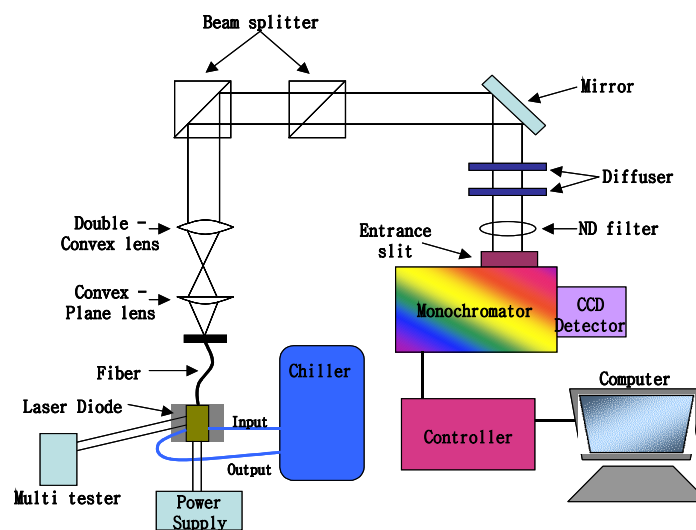 Beam splitter
Mirror
Diffuser
Double -
Convex lens
ND filter
Entrance
slit
Convex -
Plane lens
Monochromator
CCD
Detector
Fiber
Chiller
Computer
Laser Diode
Input
Controller
Output
Multi tester
Power
Supply